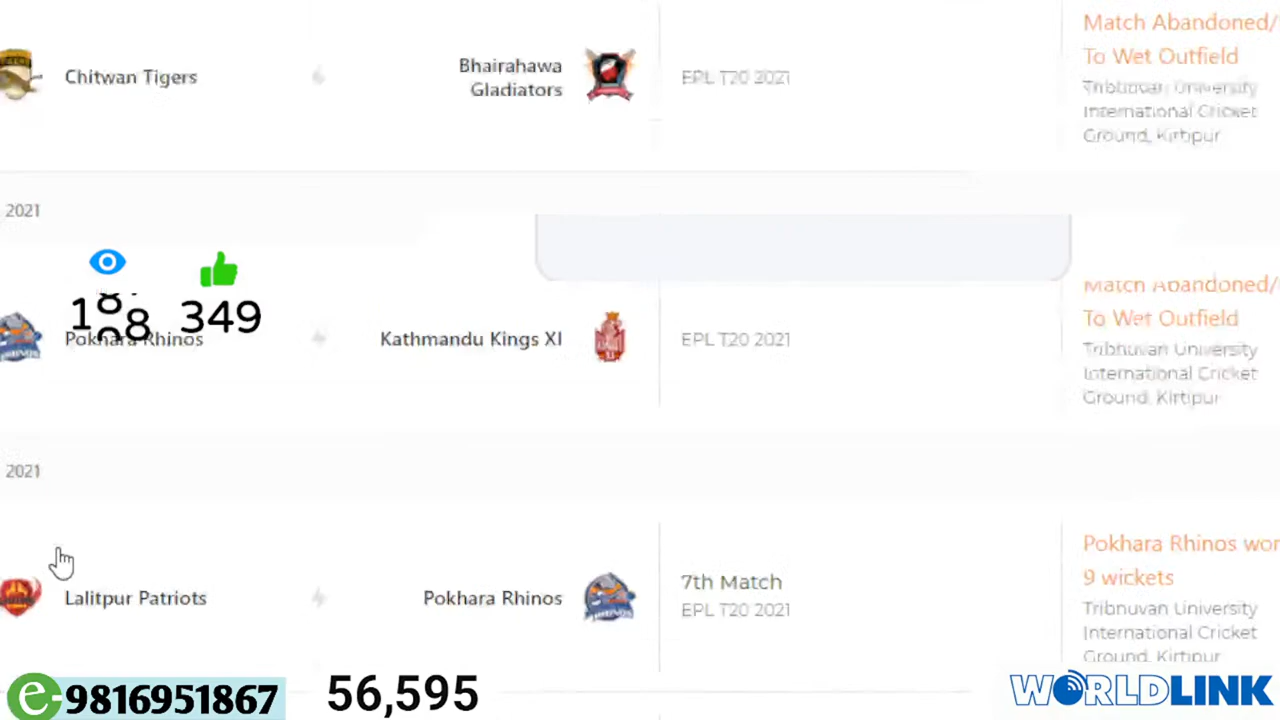 Match Abandoned/
To Wet Outfield
Chitwan Tigers
Bhairahawa
Gladiators
EPL T20 2021
Tribhuvan University
International Cricket
Ground, Kirtipur
2021
349
Match Abandoned/
To Wet Outfield
Pokhara Rhinos
Kathmandu Kings XI
EPL T20 2021
Tribhuvan University
International Cricket
Ground, Kirtipur
2021
Pokhara Rhinos won
9 wickets
Lalitpur Patriots
Pokhara Rhinos
7th Match
EPL T20 2021
Tribhuvan University
International Cricket
Ground, Kirtipur
e-9816951867
56,595
WORLDLINK